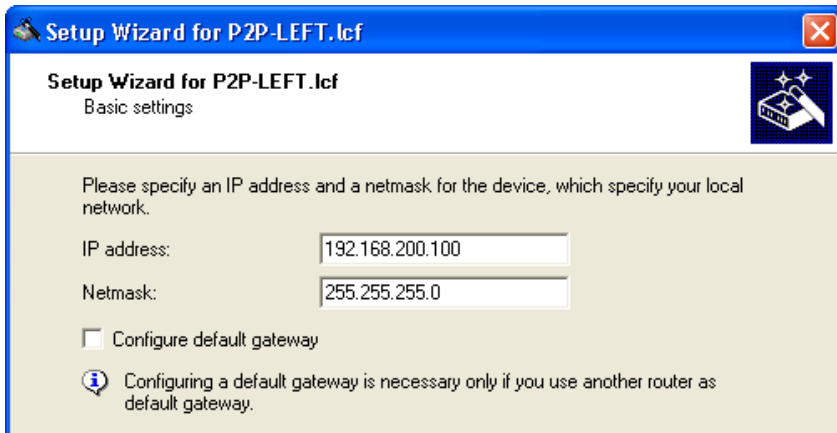 Setup Wizard for P2P-LEFT.lcf
Setup Wizard for P2P-LEFT.lcf
Basic settings
Please specify an IP address and a netmask for the device, which specify your local
network.
IP address: 192.168.200.100
Netmask: 255.255.255.0
Configure default gateway
Configuring a default gateway is necessary only if you use another router as
default gateway.